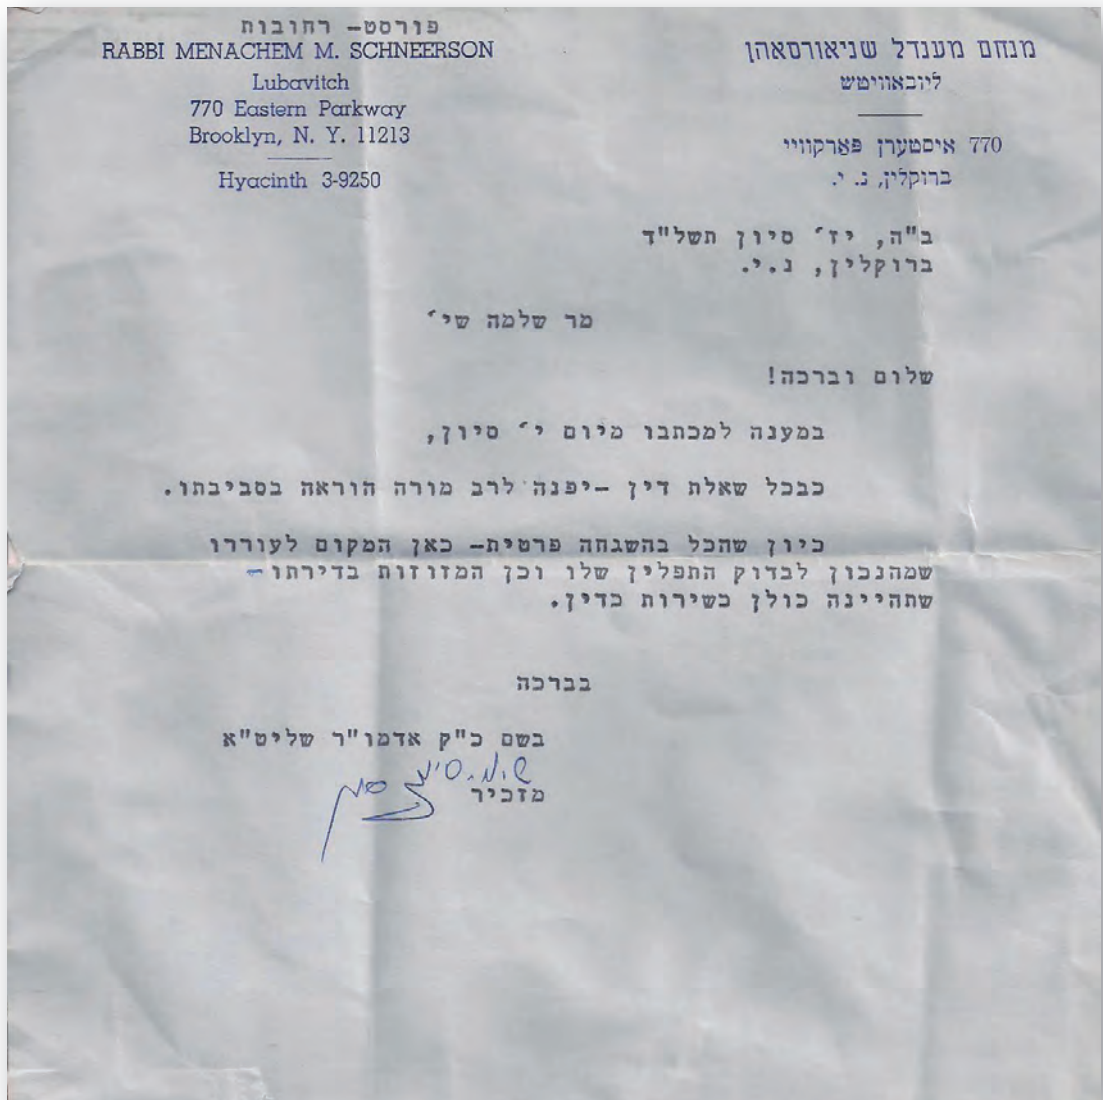 פורסט- רחובות
RABBI MENACHEM M. SCHNEERSON
Lubavitch
770 Eastern Parkway
Brooklyn, N. Y. 11213
Hyacinth 3-9250
מנחם מענדל שניאורסאהן
ליובאוויטש
770 איסטערן פּאַרקוויי
ברוקלין, נ. י.
ב"ה, יז' סיון תשל"ד
ברוקלין, נ.י.
מר שלמה שי'
שלום וברכה!
במענה למכתבו מיום י' סיון,
כבכל שאלת דין -יפנה לרב מורה הוראה בסביבתו.
כיון שהכל בהשגחה פרטית- כאן המקום לעוררו
שמהנכון לבדוק התפלין שלו וכן המזוזות בדירתו-
שתהיינה כולן כשירות כדין.
בברכה
בשם כ"ק אדמו"ר שליט"א
מזכיר